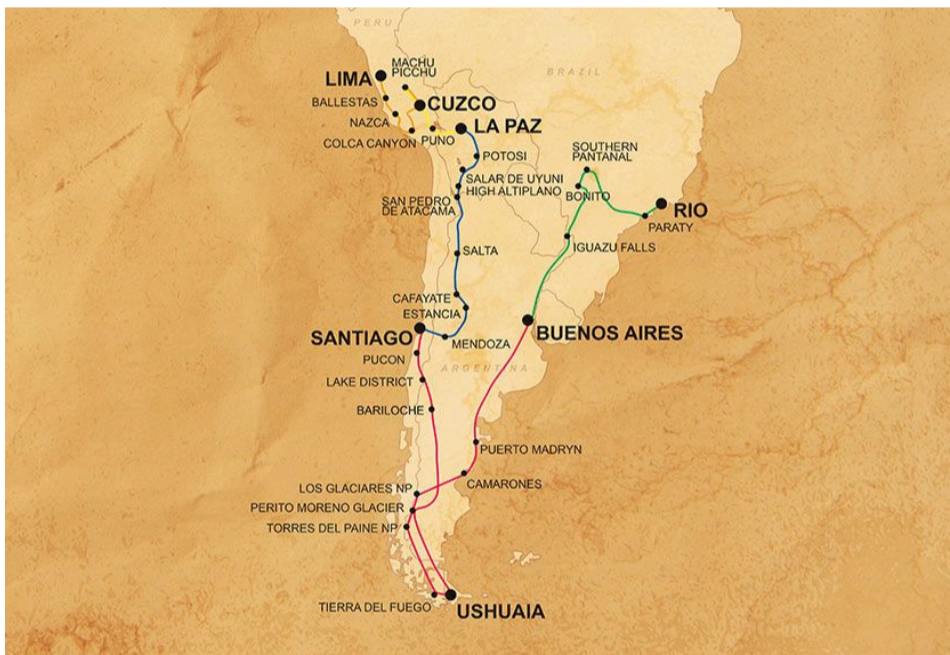 PERU
BRAZIL
MACHU
PICCHU
LIMA
CUZCO
BALLESTAS
NAZCA
LA PAZ
COLCA CANYON
PUNO
POTOSI
SOUTHERN
PANTANAL
SALAR DE UYUNI
HIGH ALTIPLANO
BONITO
SAN PEDRO
DE ATACAMA
RIO
PARATY
IGUAZU FALLS
SALTA
CAFAYATE
ESTANCIA
SANTIAGO
BUENOS AIRES
MENDOZA
PUCON
ARGENTINA
LAKE DISTRICT
BARILOCHE
PUERTO MADRYN
CAMARONES
LOS GLACIARES NP
PERITO MORENO GLACIER
TORRES DEL PAINE NP
TIERRA DEL FUEGO
USHUAIA